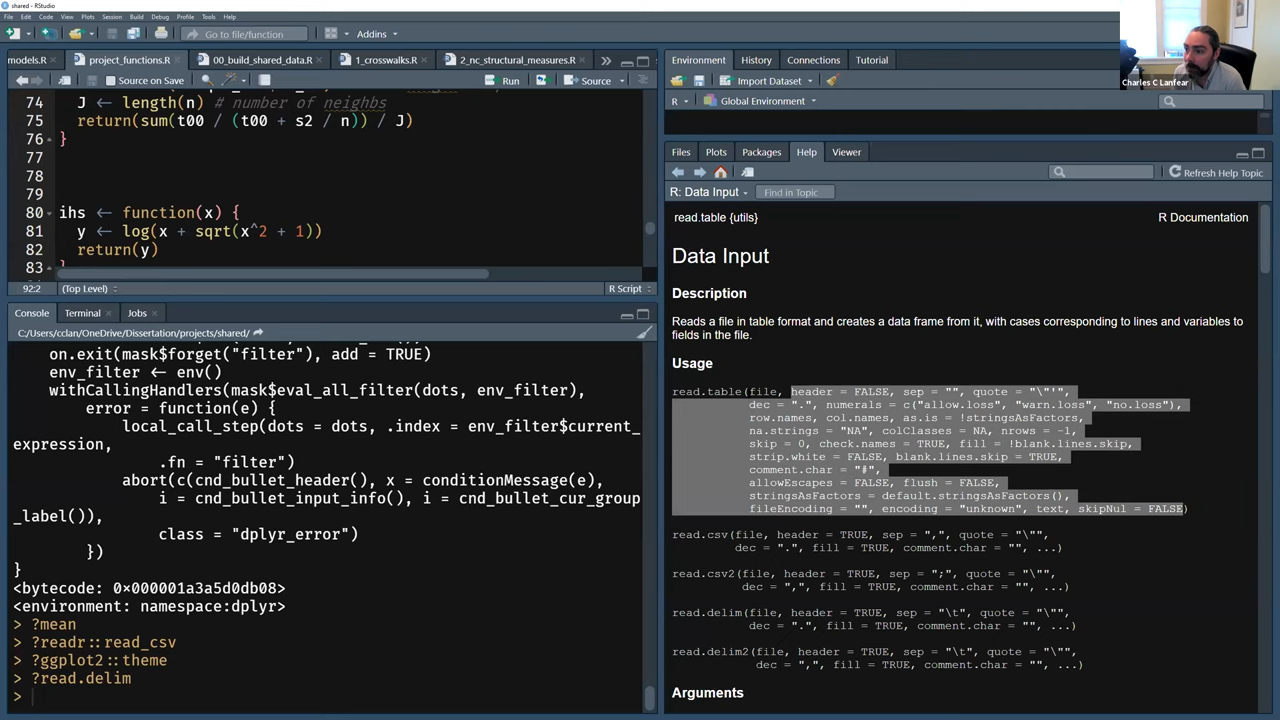 shared - RStudio
File Edit Code View Plots Session Build Debug Profile Tools Help
Go to file/function
Addins
Charles C Lanfear
models.R
project_functions.R
00_build_shared_data.R
1_crosswalks.R
2_nc_structural_measures.R
Source on Save
Run
Source
74 J ← length(n) # number of neighbs
75 return(sum(t00 / (t00 + s2 / n)) / J)
76 }
77
78
79
80 ihs ← function(x) {
81 y ← log(x + sqrt(x^2 + 1))
82 return(y)
83
92:2
(Top Level)
R Script
Console Terminal Jobs
C:/Users/cclan/OneDrive/Dissertation/projects/shared/
on.exit(mask$forget("filter"), add = TRUE)
env_filter ← env()
withCallingHandlers(mask$eval_all_filter(dots, env_filter),
error = function(e) {
local_call_step(dots = dots, .index = env_filter$current_
expression,
.fn = "filter")
abort(c(cnd_bullet_header(), x = conditionMessage(e),
i = cnd_bullet_input_info(), i = cnd_bullet_cur_group
_label()),
class = "dplyr_error")
})
}
<bytecode: 0x000001a3a5d0db08>
<environment: namespace:dplyr>
> ?mean
> ?readr::read_csv
> ?ggplot2::theme
> ?read.delim
>
Environment History Connections Tutorial
Import Dataset
R Global Environment
Files Plots Packages Help Viewer
Refresh Help Topic
R: Data Input
Find in Topic
read.table {utils}
R Documentation
Data Input
Description
Reads a file in table format and creates a data frame from it, with cases corresponding to lines and variables to
fields in the file.
Usage
read.table(file, header = FALSE, sep = "", quote = "\"'",
dec = ".", numerals = c("allow.loss", "warn.loss", "no.loss"),
row.names, col.names, as.is = !stringsAsFactors,
na.strings = "NA", colClasses = NA, nrows = -1,
skip = 0, check.names = TRUE, fill = !blank.lines.skip,
strip.white = FALSE, blank.lines.skip = TRUE,
comment.char = "#",
allowEscapes = FALSE, flush = FALSE,
stringsAsFactors = default.stringsAsFactors(),
fileEncoding = "", encoding = "unknown", text, skipNul = FALSE)
read.csv(file, header = TRUE, sep = ",", quote = "\"",
dec = ".", fill = TRUE, comment.char = "", ...)
read.csv2(file, header = TRUE, sep = ";", quote = "\"",
dec = ",", fill = TRUE, comment.char = "", ...)
read.delim(file, header = TRUE, sep = "\t", quote = "\"",
dec = ".", fill = TRUE, comment.char = "", ...)
read.delim2(file, header = TRUE, sep = "\t", quote = "\"",
dec = ",", fill = TRUE, comment.char = "", ...)
Arguments